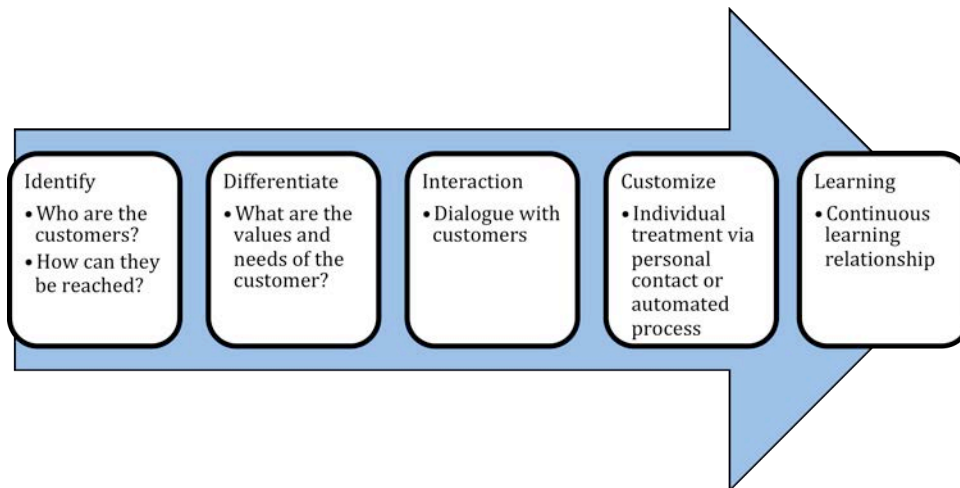 Identify
• Who are the
customers?
• How can they
be reached?
Differentiate
• What are the
values and
needs of the
customer?
Interaction
• Dialogue with
customers
Customize
• Individual
treatment via
personal
contact or
automated
process
Learning
• Continuous
learning
relationship